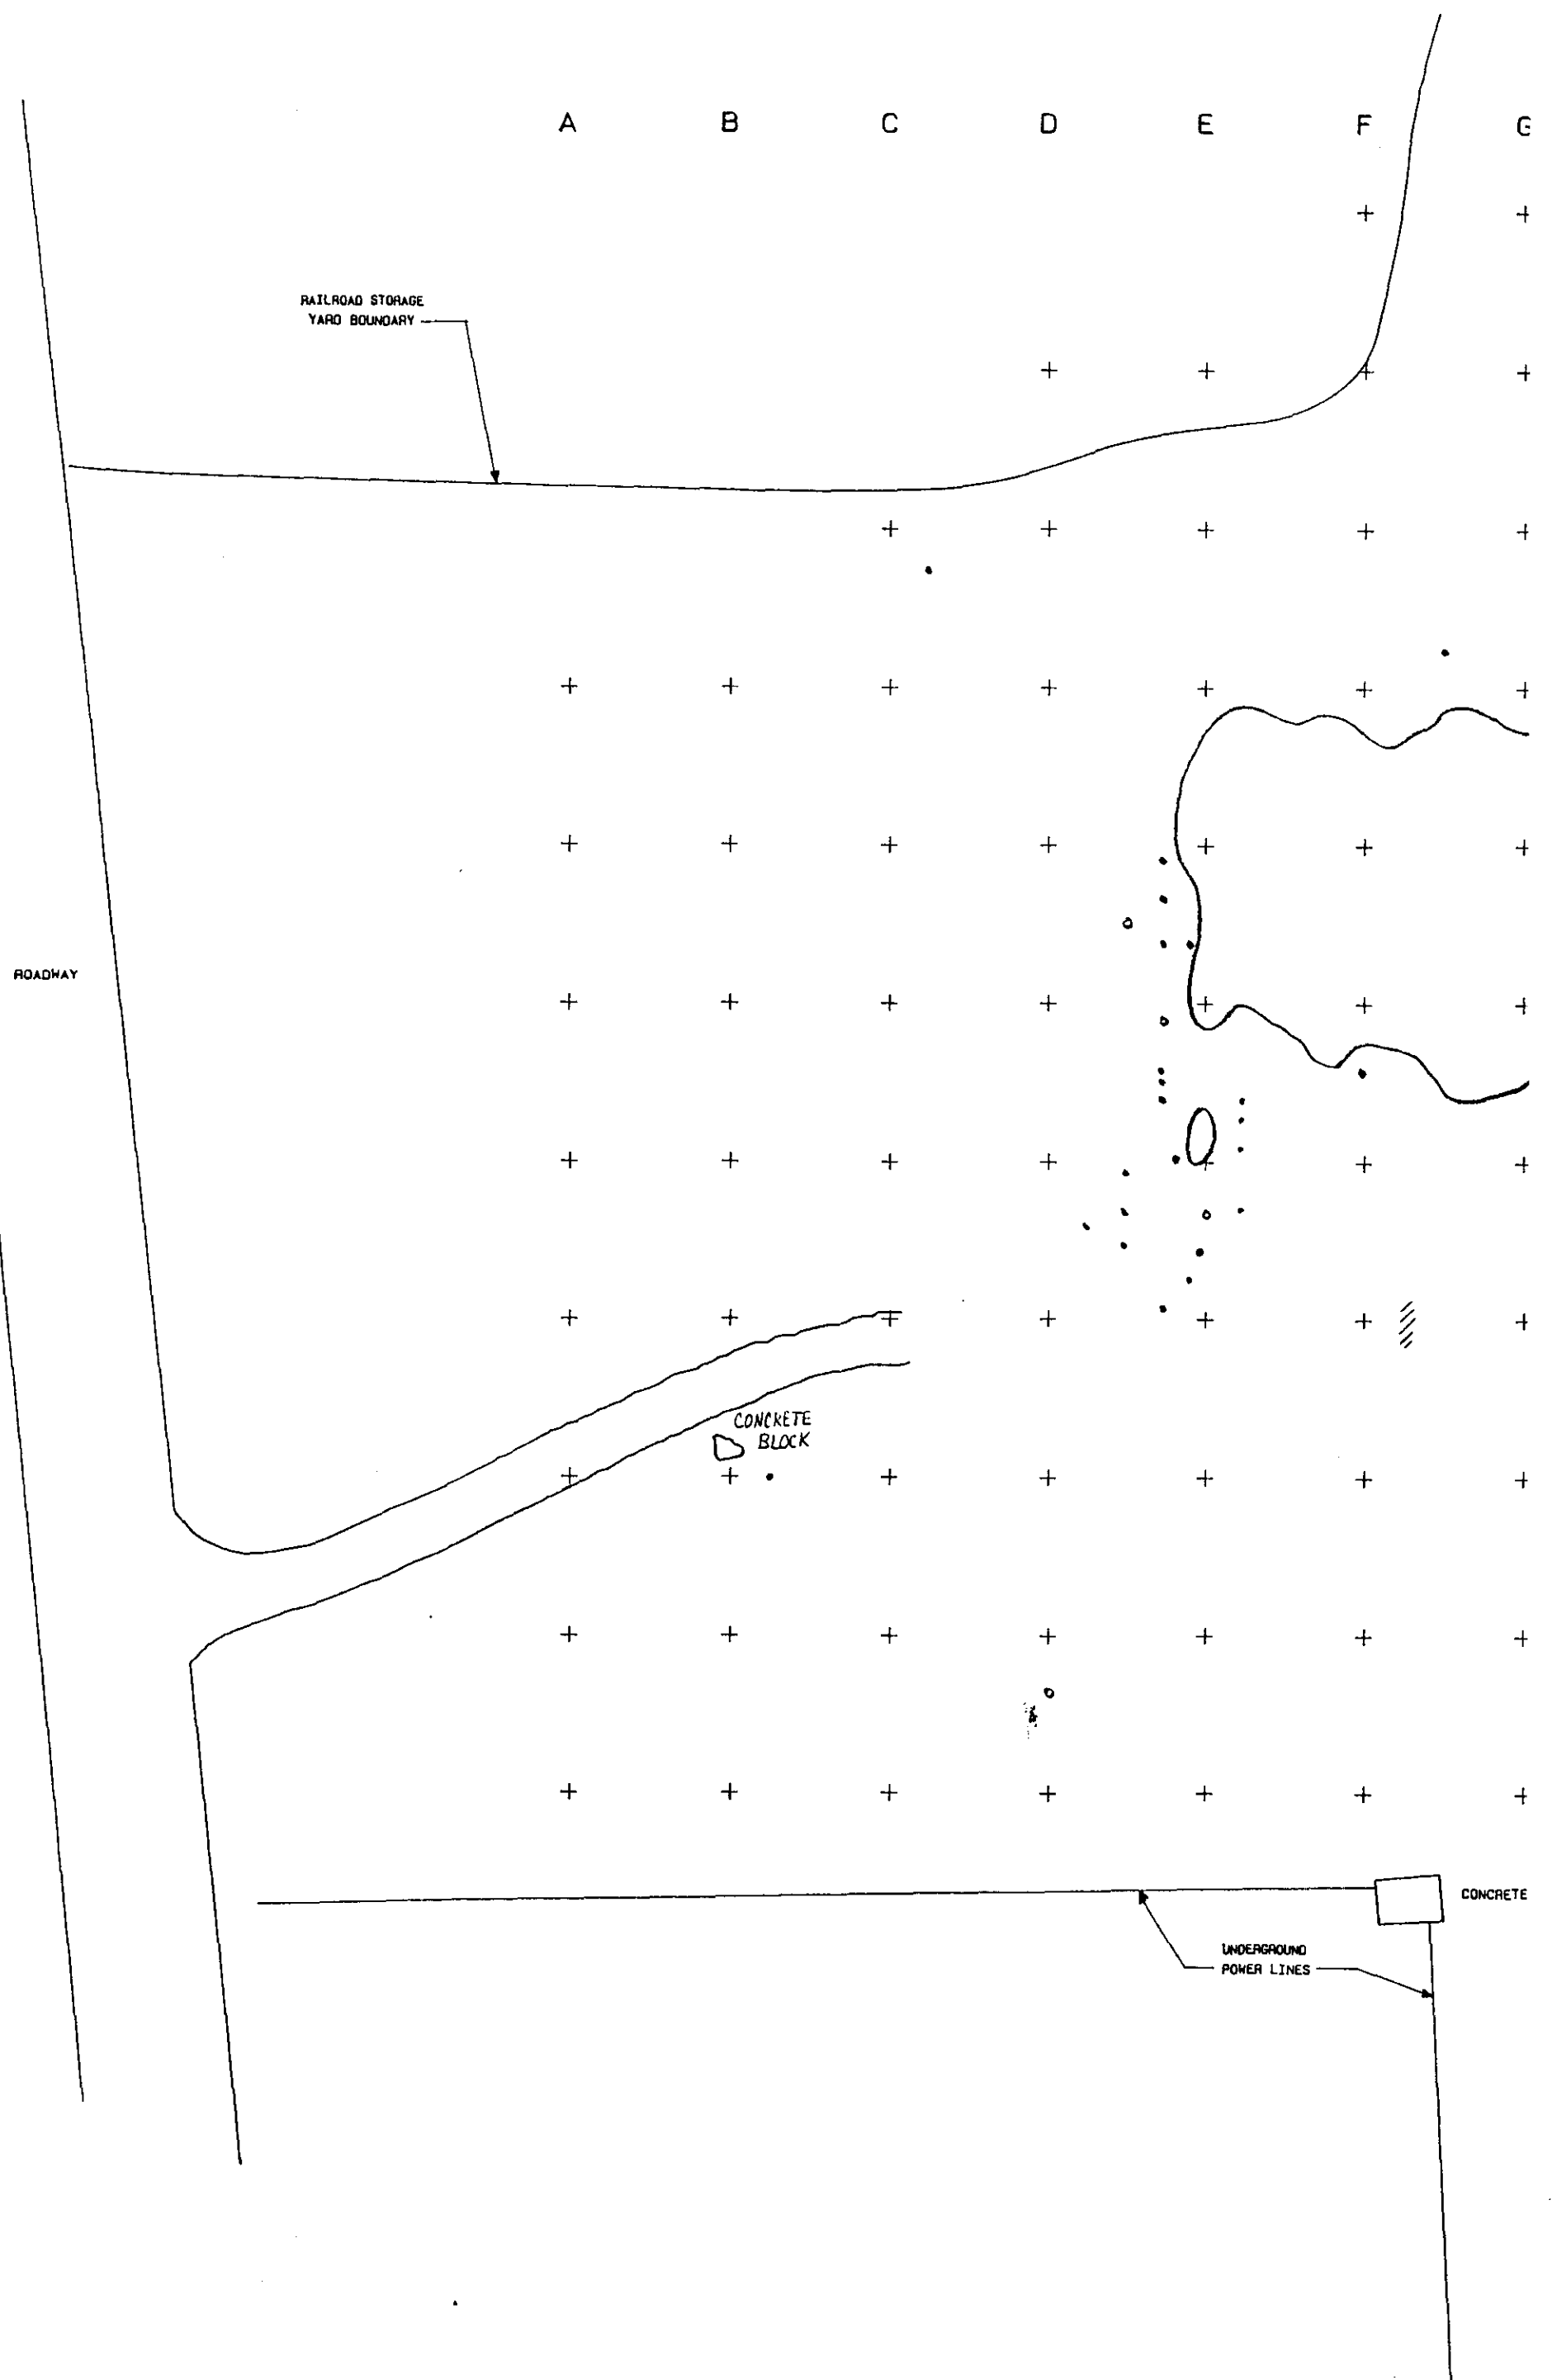 A B C D E F G
RAILROAD STORAGE
YARD BOUNDARY
ROADWAY
CONCRETE
BLOCK
CONCRETE
UNDERGROUND
POWER LINES